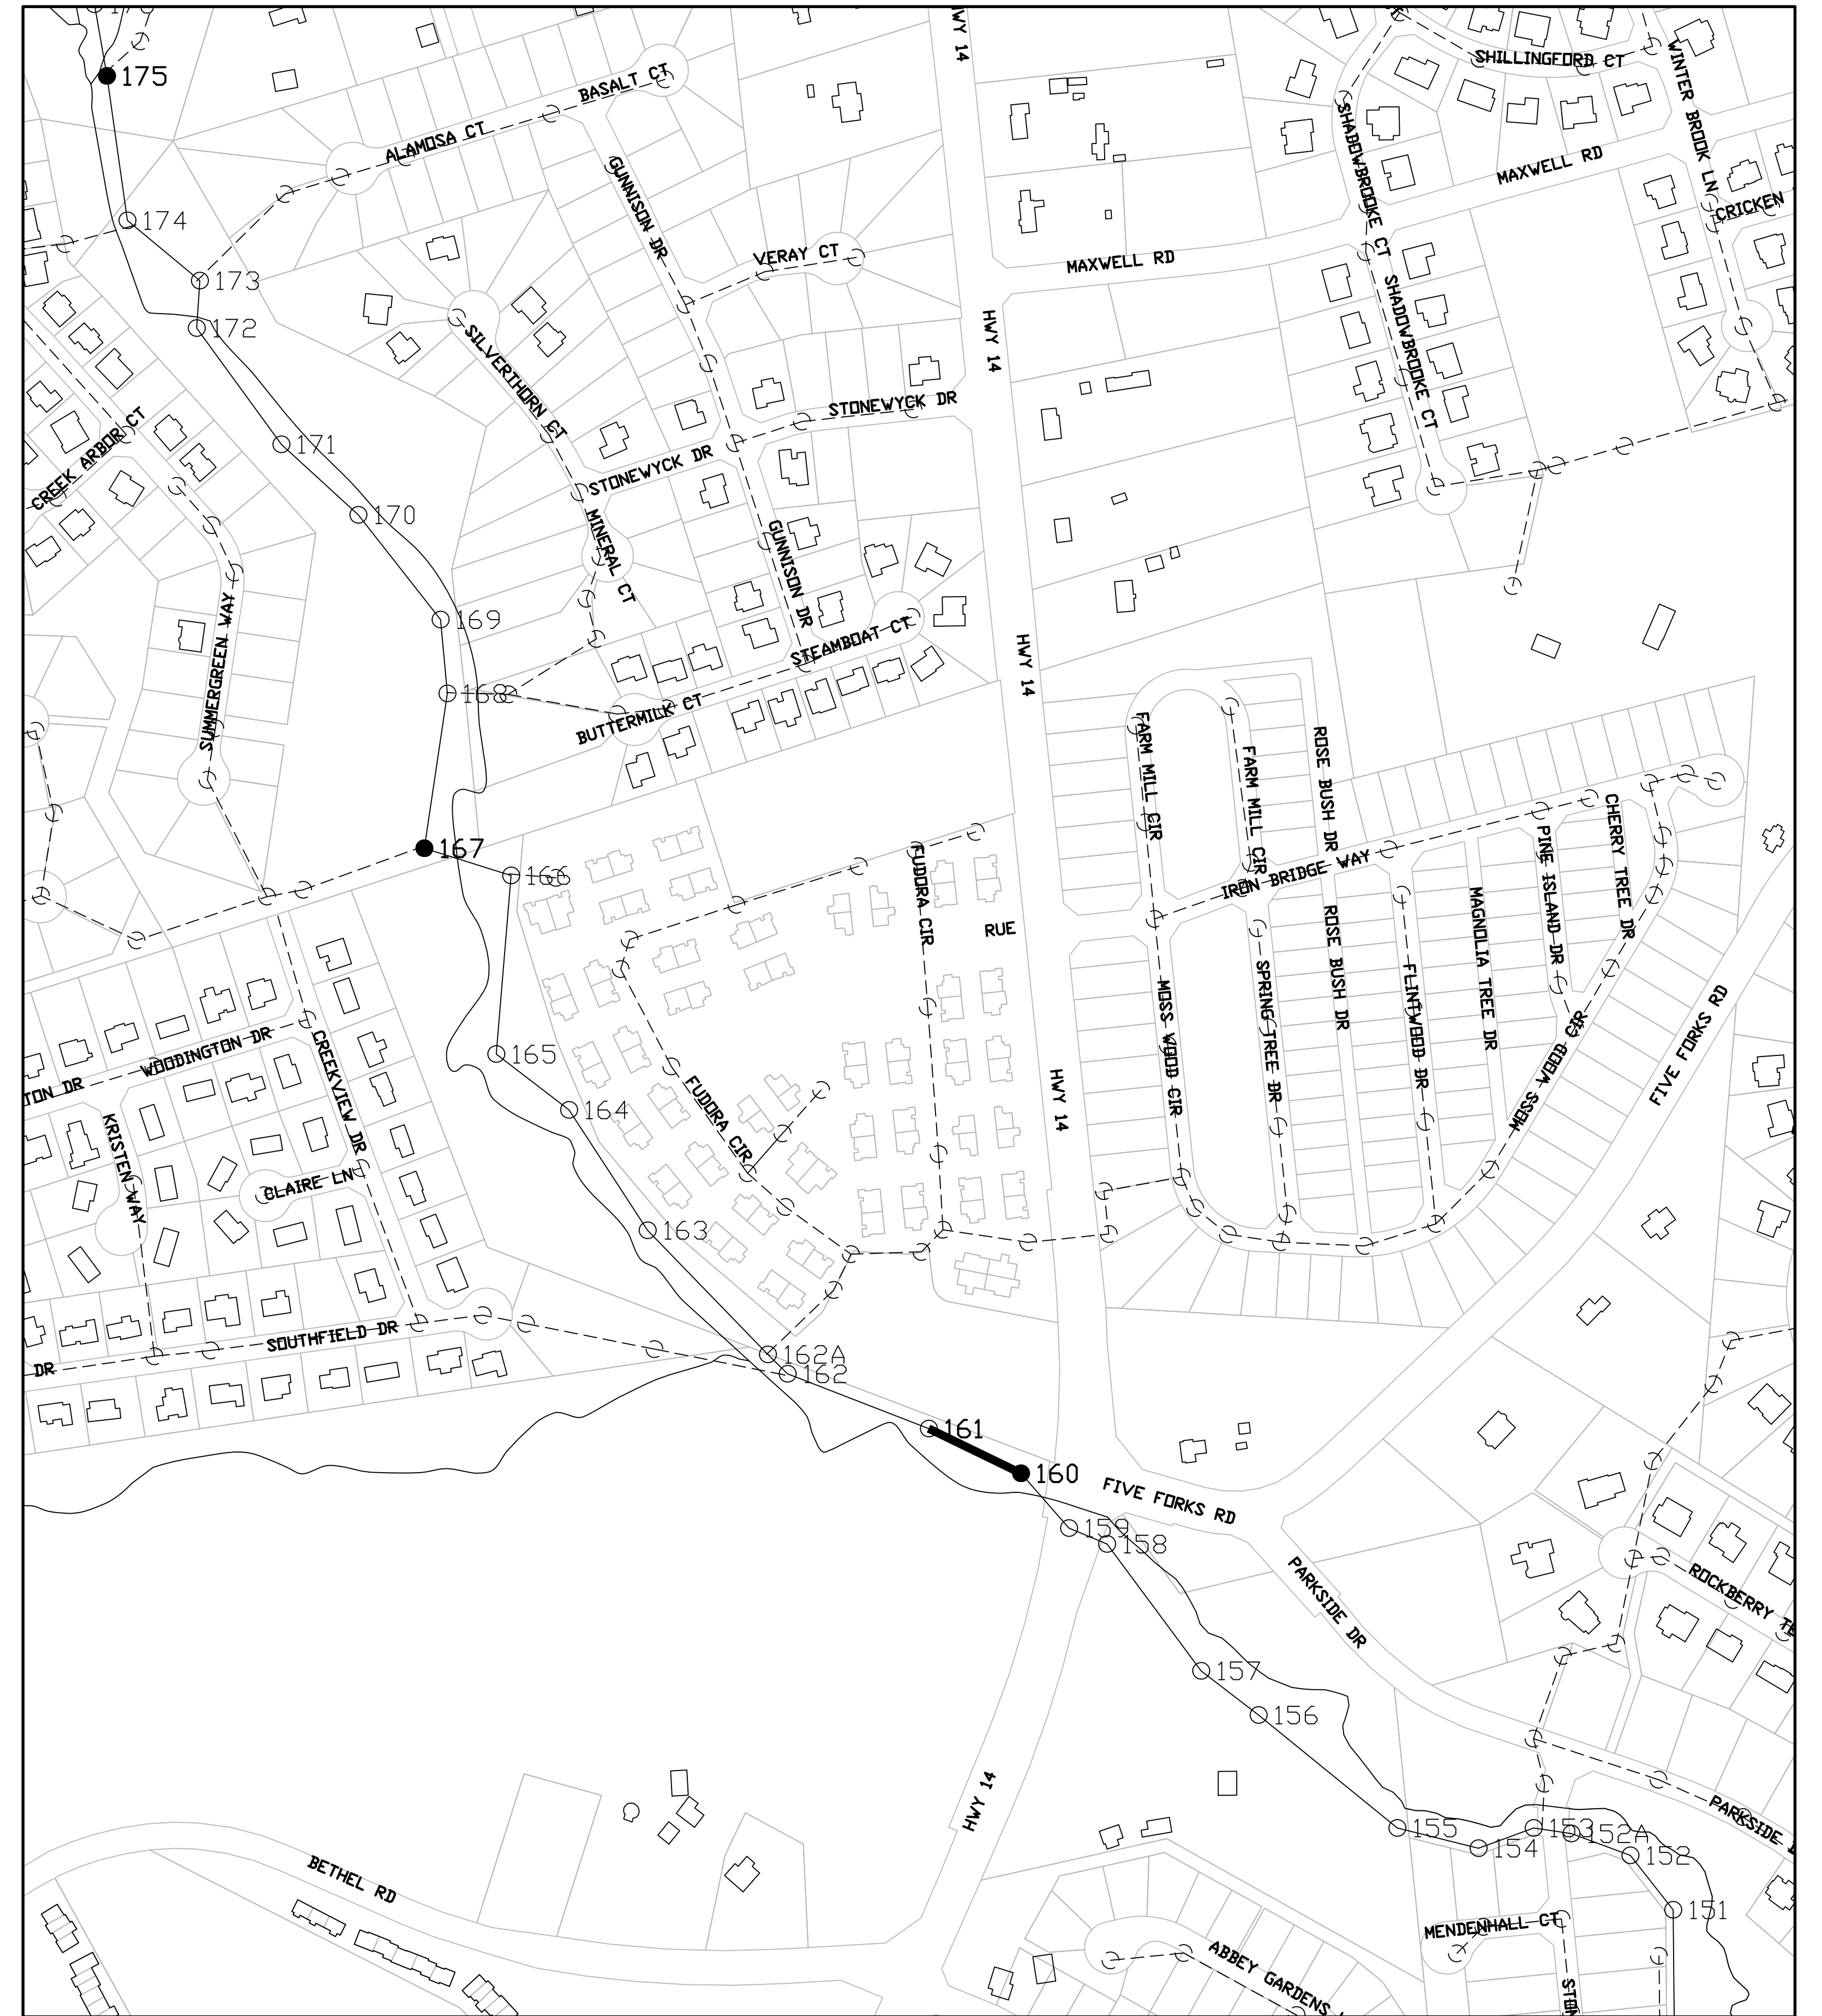 175
174
173
172
171
170
169
168
167
166
165
164
163
162A
162
161
160
159
158
157
156
155
154
153
152A
152
151
BASALT CT
ALAMOSA CT
GUNNISON DR
VERAY CT
SILVERTHORN CT
STONEWYCK DR
STONEWYCK DR
MINERAL CT
GUNNISON DR
STEAMBOAT CT
BUTTERMILK CT
CREEK ARBOR CT
SUMMERGREEN WAY
HWY 14
HWY 14
HWY 14
HWY 14
HWY 14
MAXWELL RD
MAXWELL RD
SHILLINGFORD CT
SHADOWBROOKE CT
SHADOWBROOKE CT
WINTER BROOK LN
CRICKEN
FARM MILL CIR
FARM MILL CIR
ROSE BUSH DR
ROSE BUSH DR
IRON BRIDGE WAY
PINE ISLAND DR
CHERRY TREE DR
MAGNOLIA TREE DR
FLINTWOOD DR
SPRING TREE DR
MOSS WOOD CIR
MOSS WOOD CIR
FIVE FORKS RD
FIVE FORKS RD
FUDORA CIR
FUDORA CIR
RUE
WOODINGTON DR
TON DR
CREEKVIEW DR
KRISTEN WAY
CLAIRE LN
SOUTHFIELD DR
DR
PARKSIDE DR
PARKSIDE
ROCKBERRY
BETHEL RD
MENDENHALL CT
ABBEY GARDENS